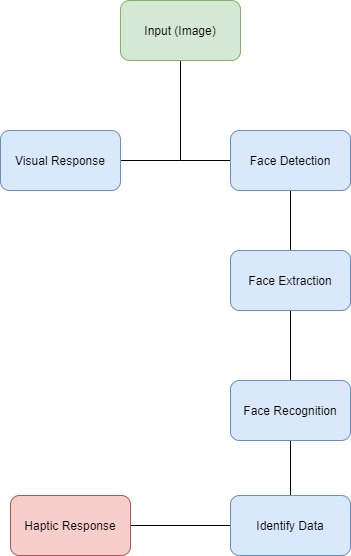 Input (Image)
Visual Response
Face Detection
Face Extraction
Face Recognition
Haptic Response
Identify Data